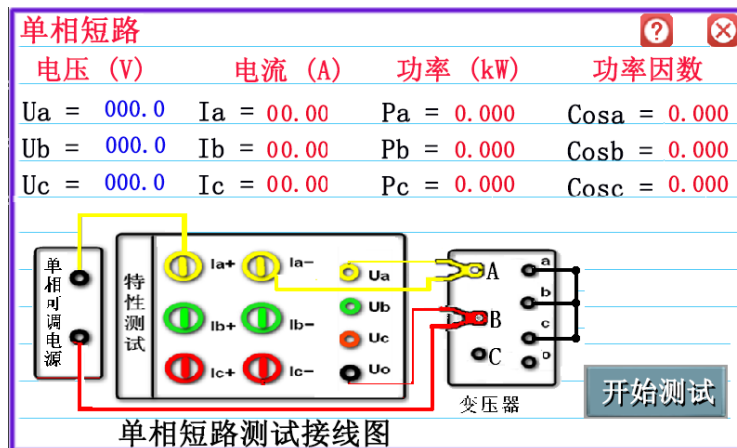 单相短路 ?
电压 (V) 电流 (A) 功率 (kW) 功率因数
Ua = 000.0 Ia = 00.00 Pa = 0.000 Cosa = 0.000
Ub = 000.0 Ib = 00.00 Pb = 0.000 Cosb = 0.000
Uc = 000.0 Ic = 00.00 Pc = 0.000 Cosc = 0.000
单相可调电源
特性测试
Ia+ Ia- Ua
Ib+ Ib- Ub
Uc
Ic+ Ic- Uo
A a
b
B c
C o
变压器
开始测试
单相短路测试接线图